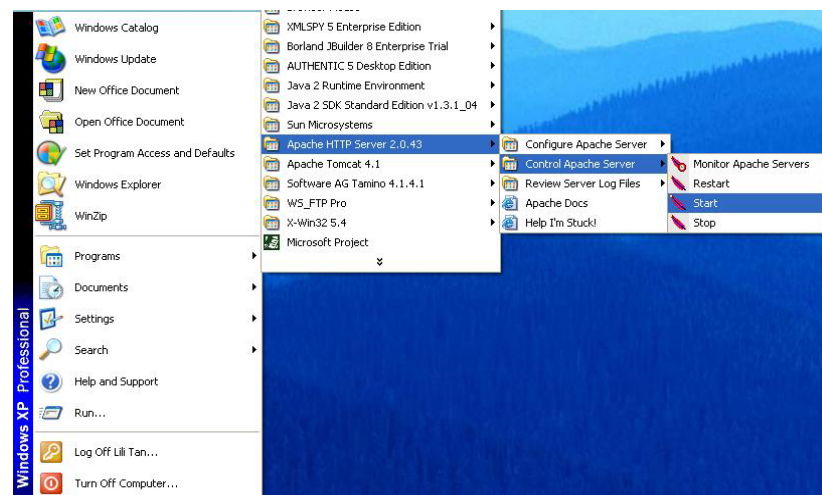 Windows Catalog
Windows Update
New Office Document
Open Office Document
Set Program Access and Defaults
Windows Explorer
WinZip
Programs
Documents
Settings
Search
Help and Support
Run...
Log Off Lili Tan...
Turn Off Computer...
Windows XP Professional
XMLSPY 5 Enterprise Edition
Borland JBuilder 8 Enterprise Trial
AUTHENTIC 5 Desktop Edition
Java 2 Runtime Environment
Java 2 SDK Standard Edition v1.3.1_04
Sun Microsystems
Apache HTTP Server 2.0.43
Apache Tomcat 4.1
Software AG Tamino 4.1.4.1
WS_FTP Pro
X-Win32 5.4
Microsoft Project
Configure Apache Server
Control Apache Server
Review Server Log Files
Apache Docs
Help I'm Stuck!
Monitor Apache Servers
Restart
Start
Stop